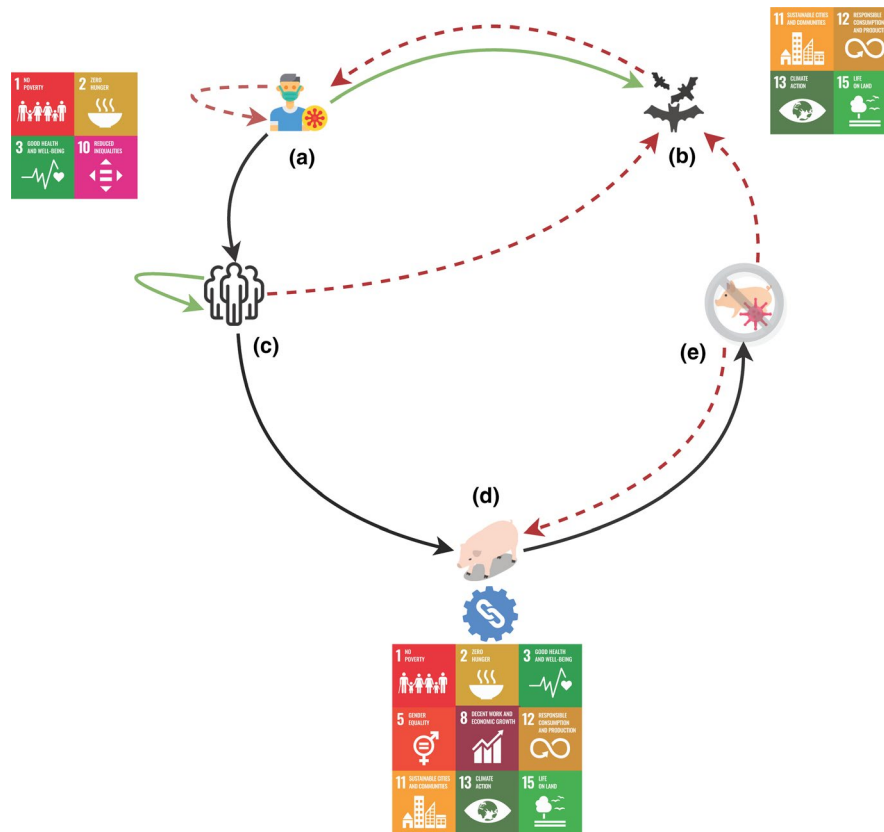 11 SUSTAINABLE CITIES
AND COMMUNITIES
12 RESPONSIBLE
CONSUMPTION
AND PRODUCTION
13 CLIMATE
ACTION
15 LIFE
ON LAND
1 NO
POVERTY
2 ZERO
HUNGER
3 GOOD HEALTH
AND WELL-BEING
10 REDUCED
INEQUALITIES
(a)
(b)
(c)
(e)
(d)
1 NO
POVERTY
2 ZERO
HUNGER
3 GOOD HEALTH
AND WELL-BEING
5 GENDER
EQUALITY
8 DECENT WORK AND
ECONOMIC GROWTH
12 RESPONSIBLE
CONSUMPTION
AND PRODUCTION
11 SUSTAINABLE CITIES
AND COMMUNITIES
13 CLIMATE
ACTION
15 LIFE
ON LAND